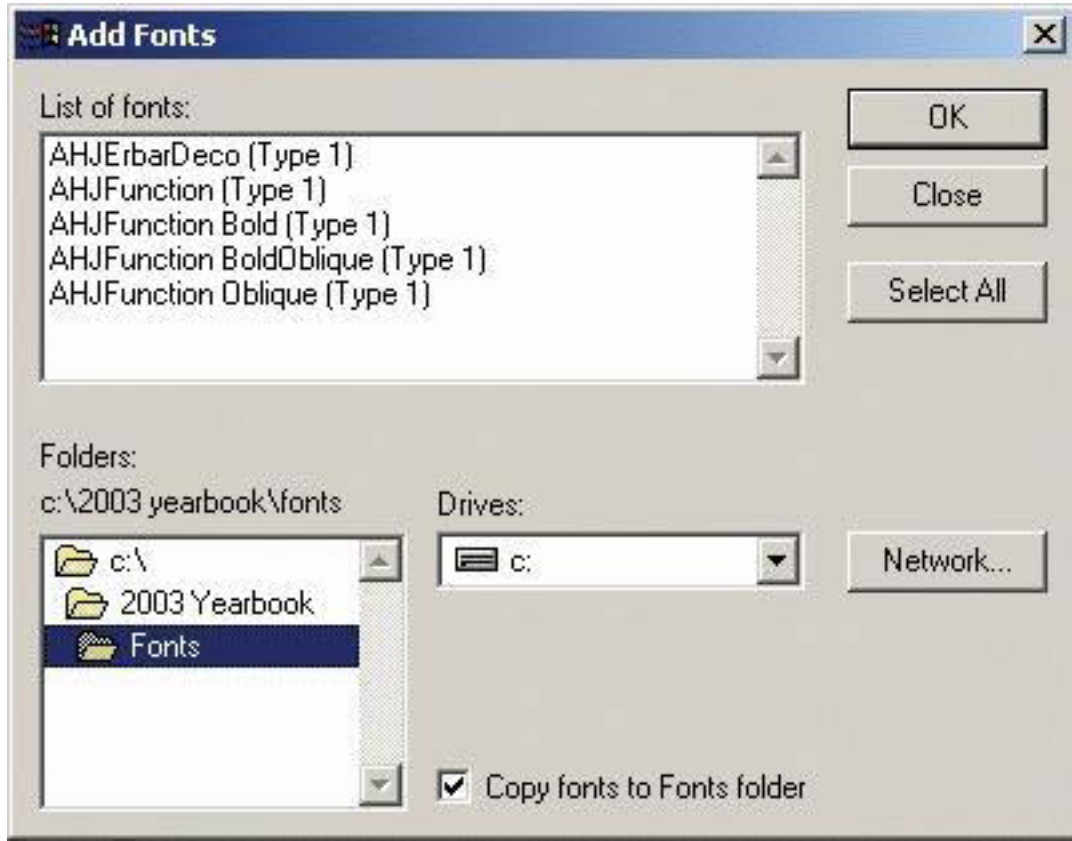 Add Fonts
List of fonts:
AHJErbarDeco (Type 1)
AHJFunction (Type 1)
AHJFunction Bold (Type 1)
AHJFunction BoldOblique (Type 1)
AHJFunction Oblique (Type 1)
OK
Close
Select All
Folders:
c:\2003 yearbook\fonts
c:\
2003 Yearbook
Fonts
Drives:
c:
Network...
Copy fonts to Fonts folder